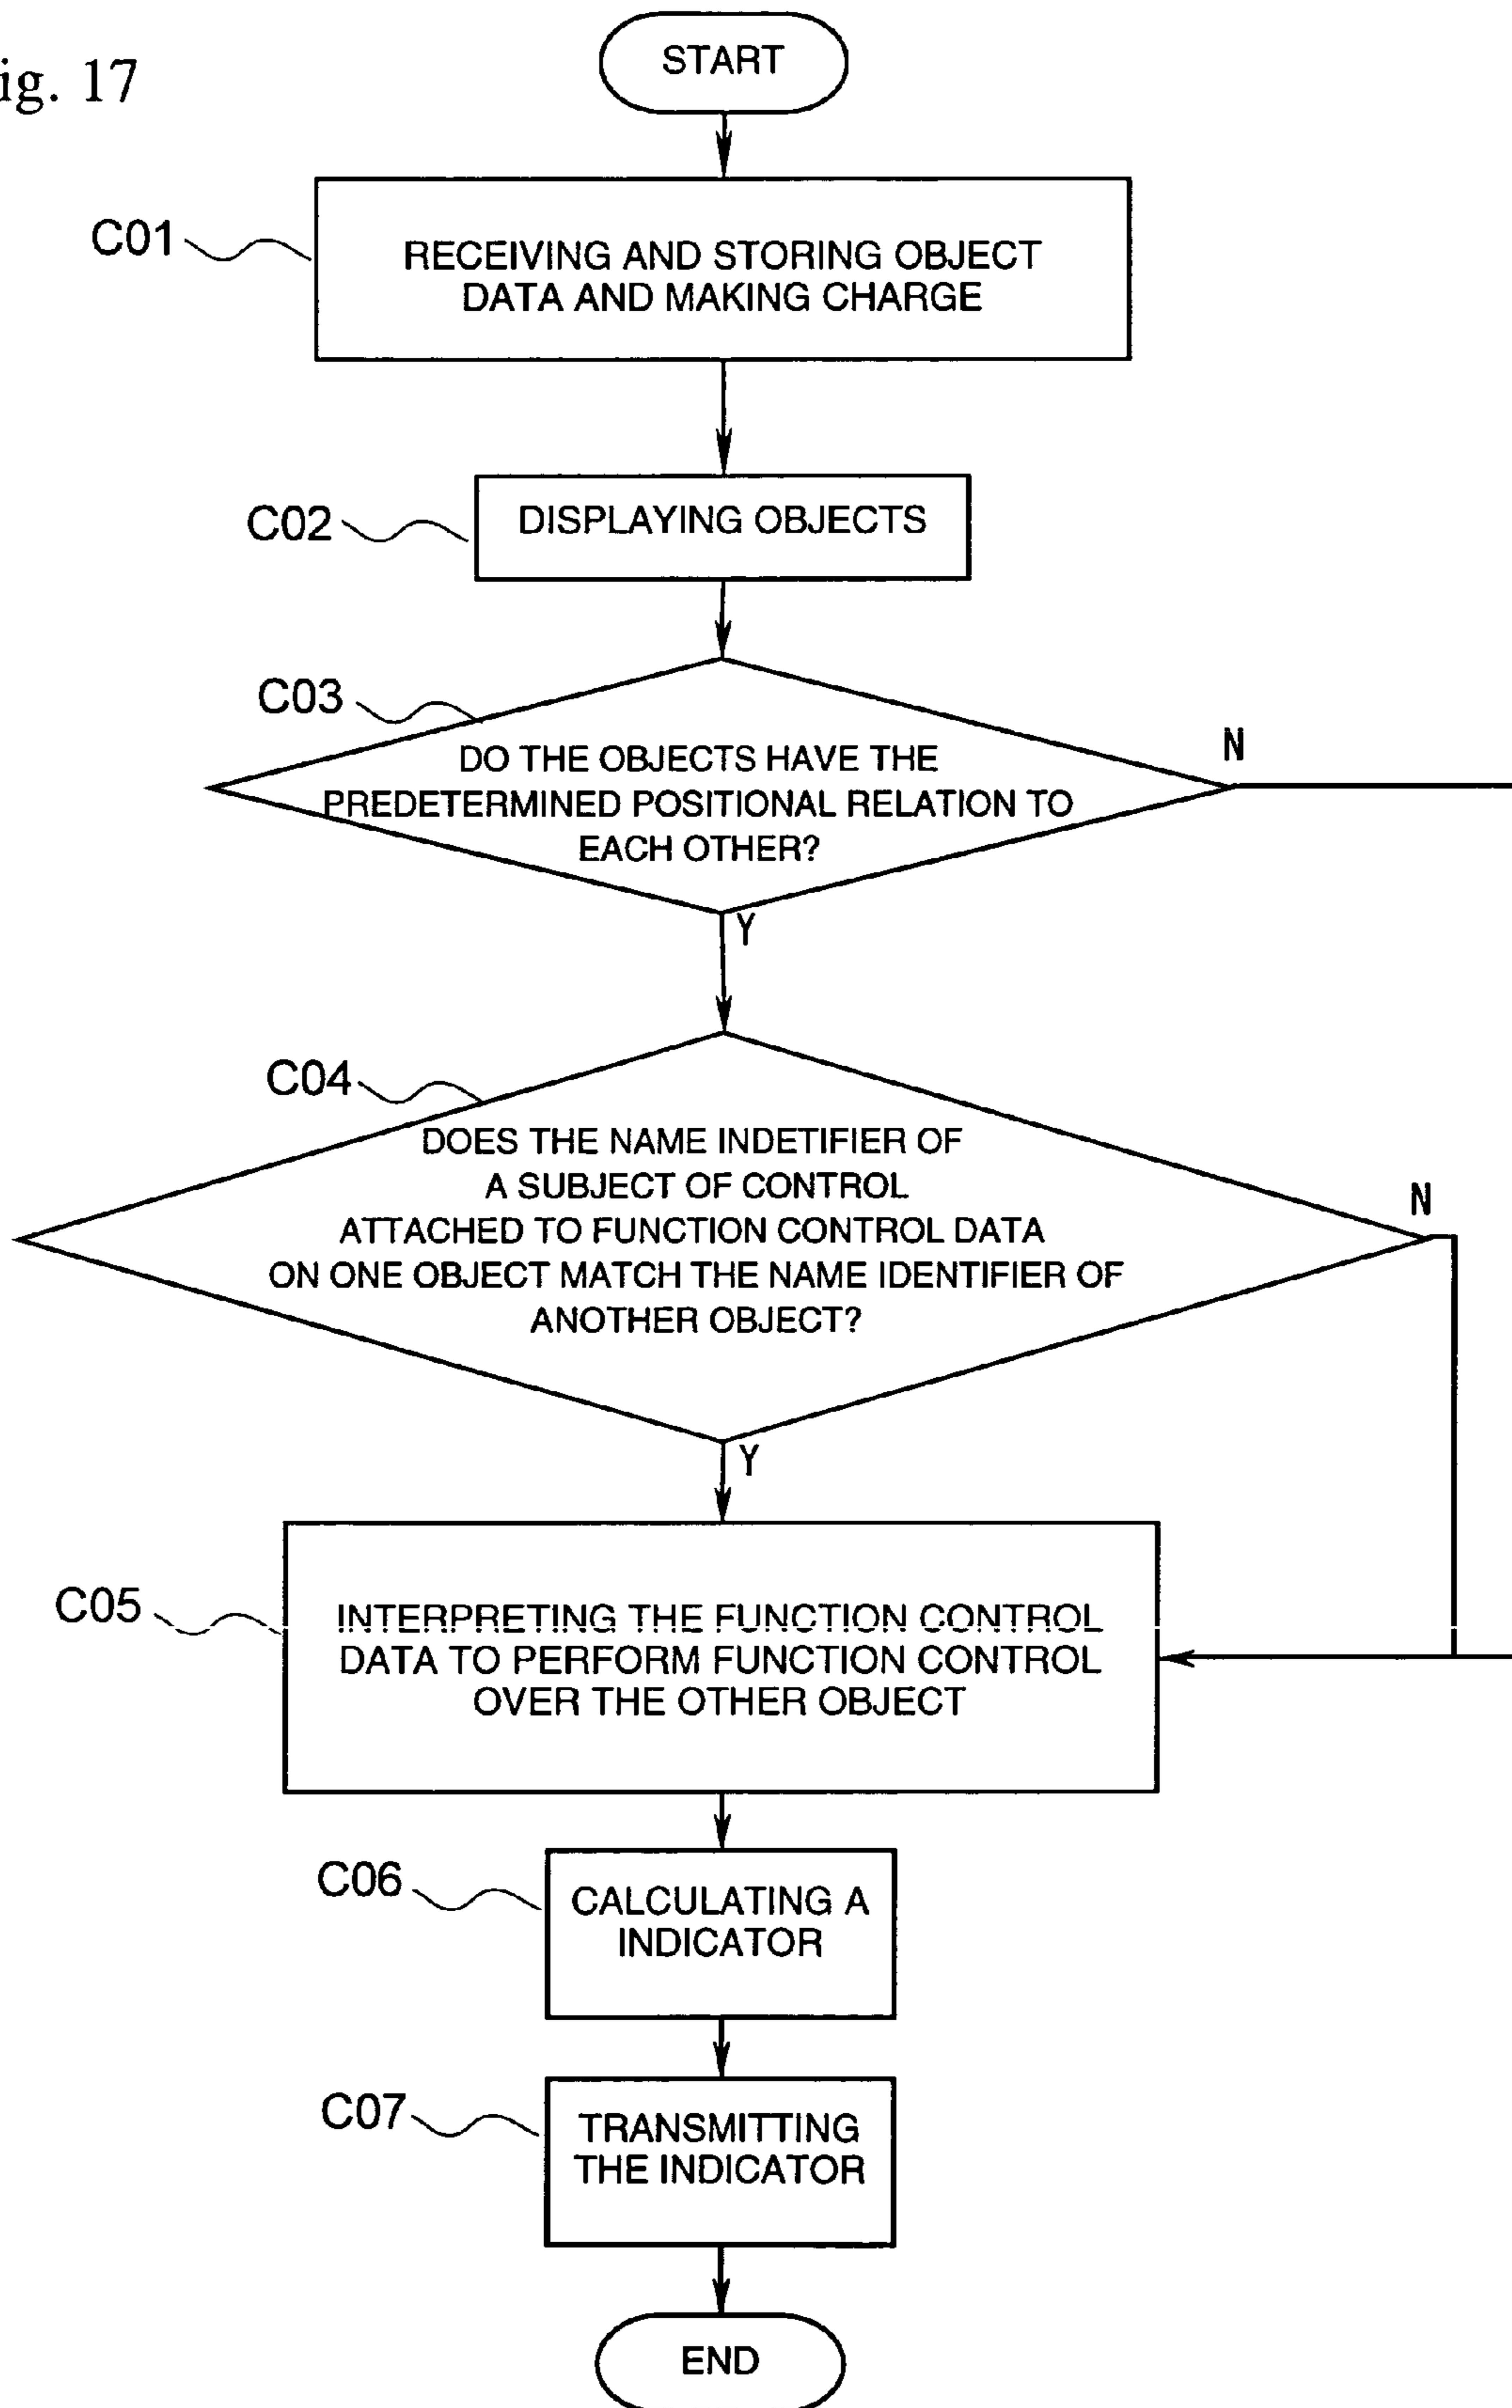 ig. 17
START
C01
RECEIVING AND STORING OBJECT
DATA AND MAKING CHARGE
C02
DISPLAYING OBJECTS
C03
DO THE OBJECTS HAVE THE
PREDETERMINED POSITIONAL RELATION TO
EACH OTHER?
N
Y
C04
DOES THE NAME INDETIFIER OF
A SUBJECT OF CONTROL
ATTACHED TO FUNCTION CONTROL DATA
ON ONE OBJECT MATCH THE NAME IDENTIFIER OF
ANOTHER OBJECT?
N
Y
C05
INTERPRETING THE FUNCTION CONTROL
DATA TO PERFORM FUNCTION CONTROL
OVER THE OTHER OBJECT
C06
CALCULATING A
INDICATOR
C07
TRANSMITTING
THE INDICATOR
END